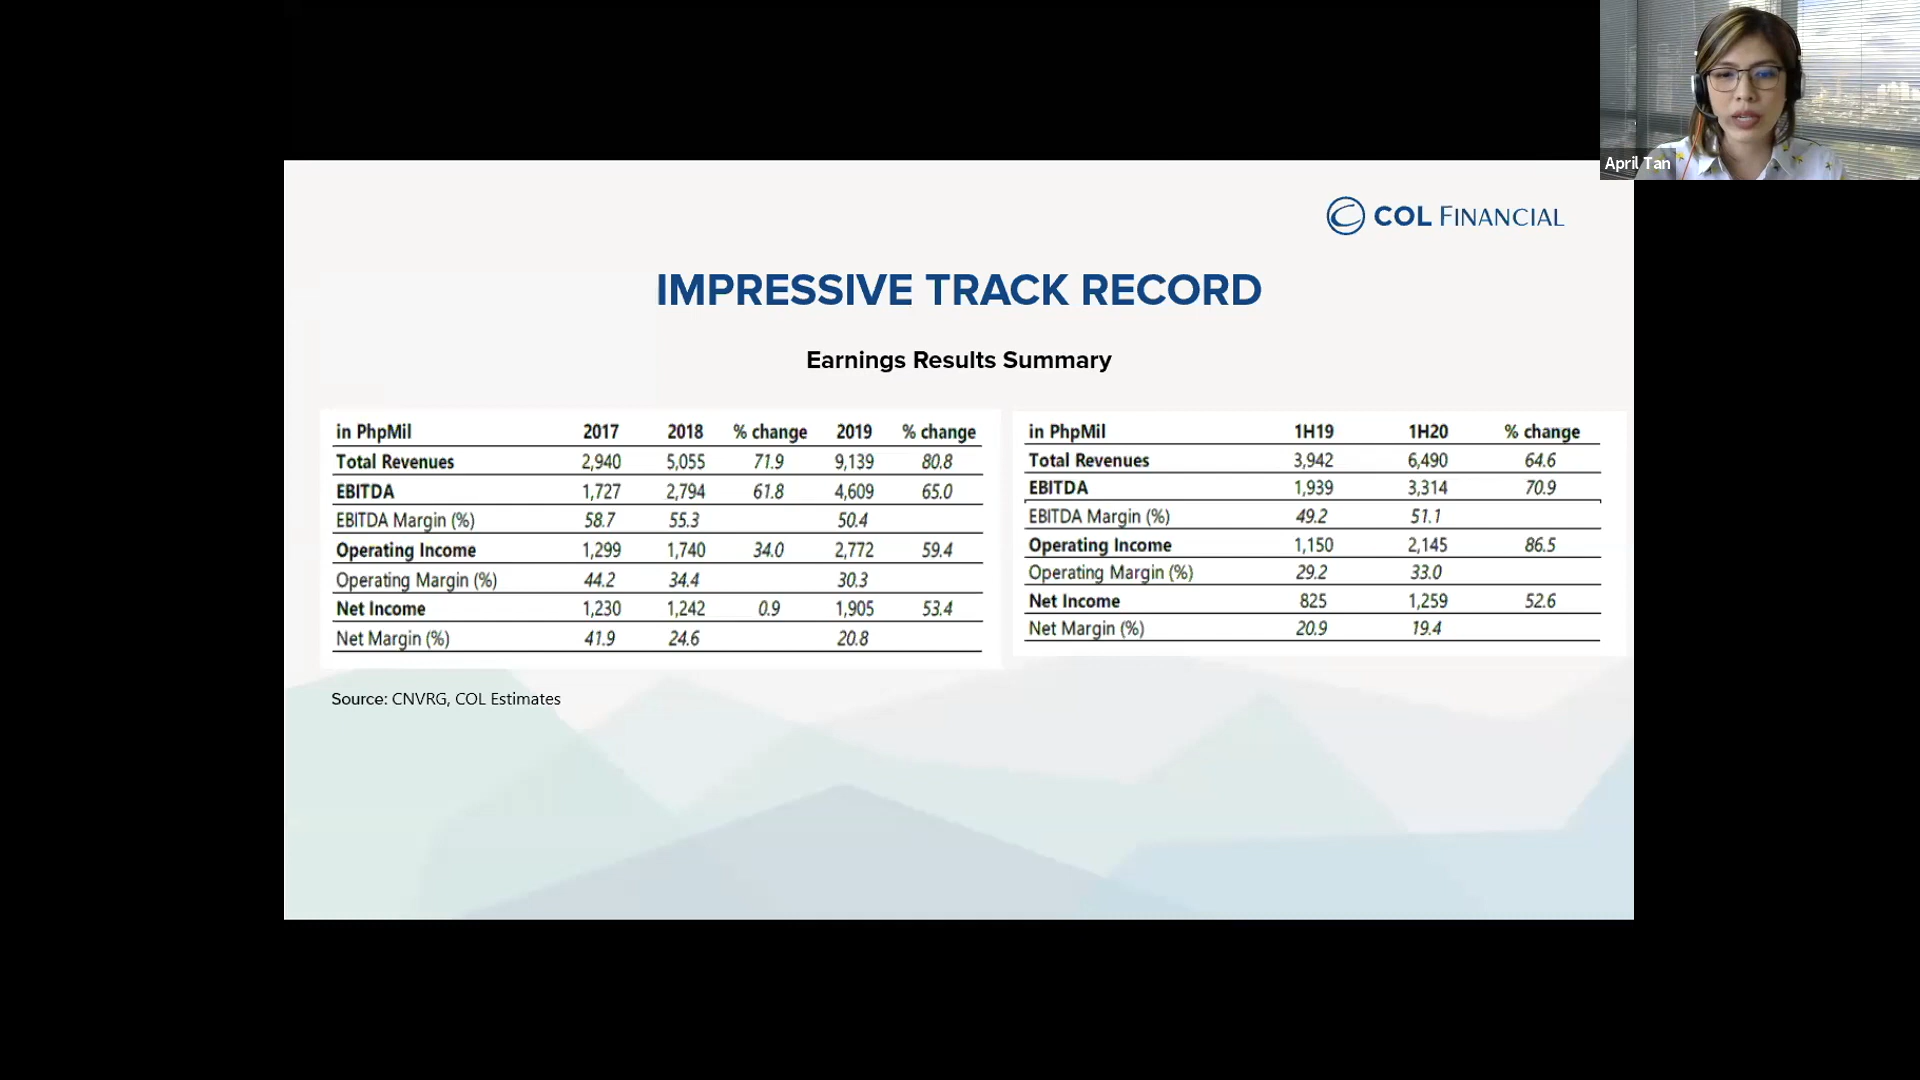 April Tan
COL FINANCIAL
IMPRESSIVE TRACK RECORD
Earnings Results Summary
in PhpMil 2017 2018 % change 2019 % change
Total Revenues 2,940 5,055 71.9 9,139 80.8
EBITDA 1,727 2,794 61.8 4,609 65.0
EBITDA Margin (%) 58.7 55.3 50.4
Operating Income 1,299 1,740 34.0 2,772 59.4
Operating Margin (%) 44.2 34.4 30.3
Net Income 1,230 1,242 0.9 1,905 53.4
Net Margin (%) 41.9 24.6 20.8
in PhpMil 1H19 1H20 % change
Total Revenues 3,942 6,490 64.6
EBITDA 1,939 3,314 70.9
EBITDA Margin (%) 49.2 51.1
Operating Income 1,150 2,145 86.5
Operating Margin (%) 29.2 33.0
Net Income 825 1,259 52.6
Net Margin (%) 20.9 19.4
Source: CNVRG, COL Estimates